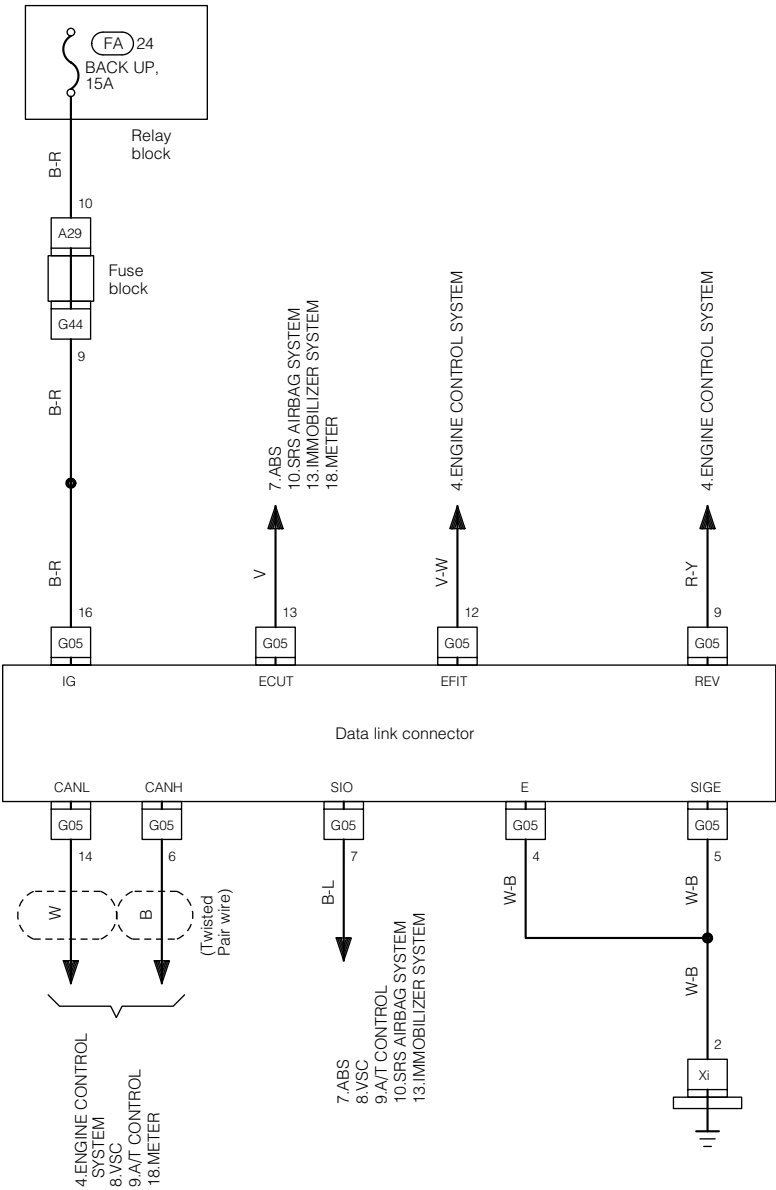 FA 24
BACK UP,
15A
Relay
block
B-R
10
A29
Fuse
block
G44
9
B-R
B-R
7.ABS
10.SRS AIRBAG SYSTEM
13.IMMOBILIZER SYSTEM
18.METER
4.ENGINE CONTROL SYSTEM
4.ENGINE CONTROL SYSTEM
V
V-W
R-Y
16
13
12
9
G05
G05
G05
G05
IG
ECUT
EFIT
REV
Data link connector
CANL
CANH
SIO
E
SIGE
G05
G05
G05
G05
G05
14
6
7
4
5
W
B
(Twisted
Pair wire)
B-L
W-B
W-B
W-B
4.ENGINE CONTROL
SYSTEM
8.VSC
9.A/T CONTROL
18.METER
7.ABS
8.VSC
9.A/T CONTROL
10.SRS AIRBAG SYSTEM
13.IMMOBILIZER SYSTEM
2
Xi